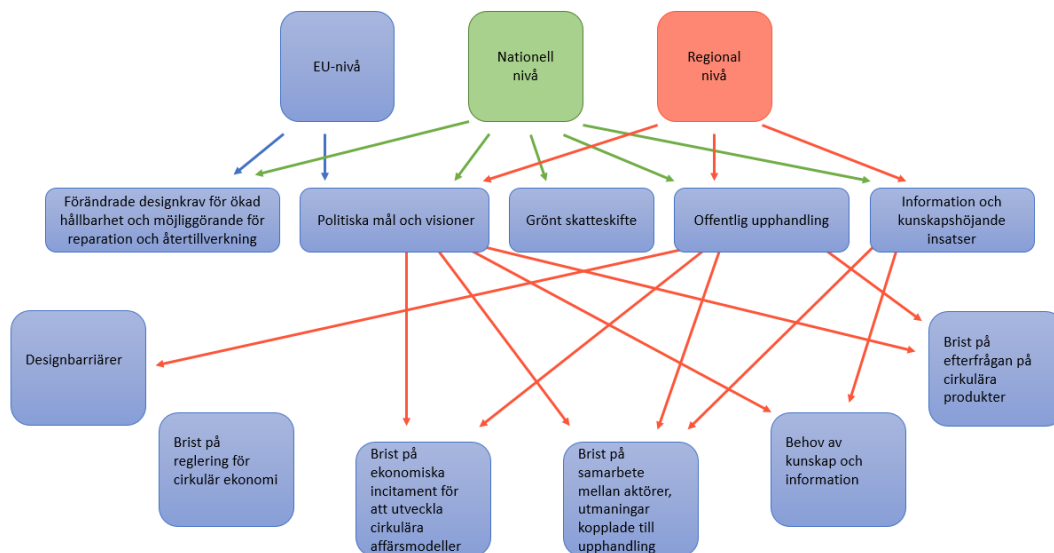 EU-nivå
Nationell
nivå
Regional
nivå
Förändrade designkrav för ökad
hållbarhet och möjliggörande för
reparation och återtillverkning
Politiska mål och visioner
Grönt skatteskifte
Offentlig upphandling
Information och
kunskapshöjande
insatser
Designbarriärer
Brist på
reglering för
cirkulär ekonomi
Brist på
ekonomiska
incitament för
att utveckla
cirkulära
affärsmodeller
Brist på
samarbete
mellan aktörer,
utmaningar
kopplade till
upphandling
Behov av
kunskap och
information
Brist på
efterfrågan på
cirkulära
produkter